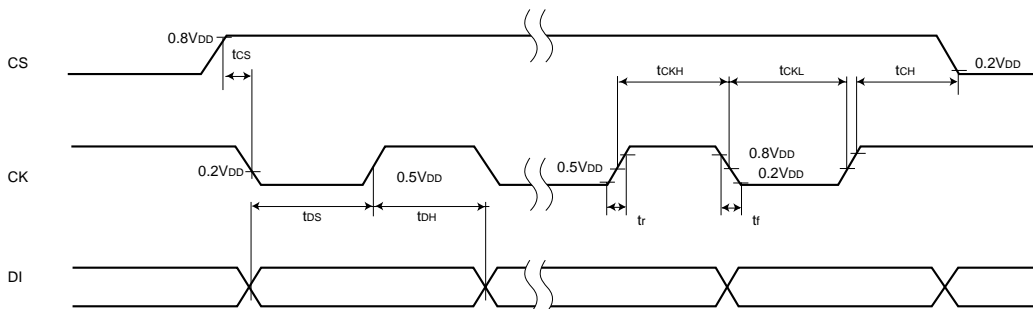 CS
0.8VDD
tCS
tCKH
tCKL
tCH
0.2VDD
CK
0.2VDD
0.5VDD
0.5VDD
0.8VDD
0.2VDD
tDS
tDH
tr
tf
DI